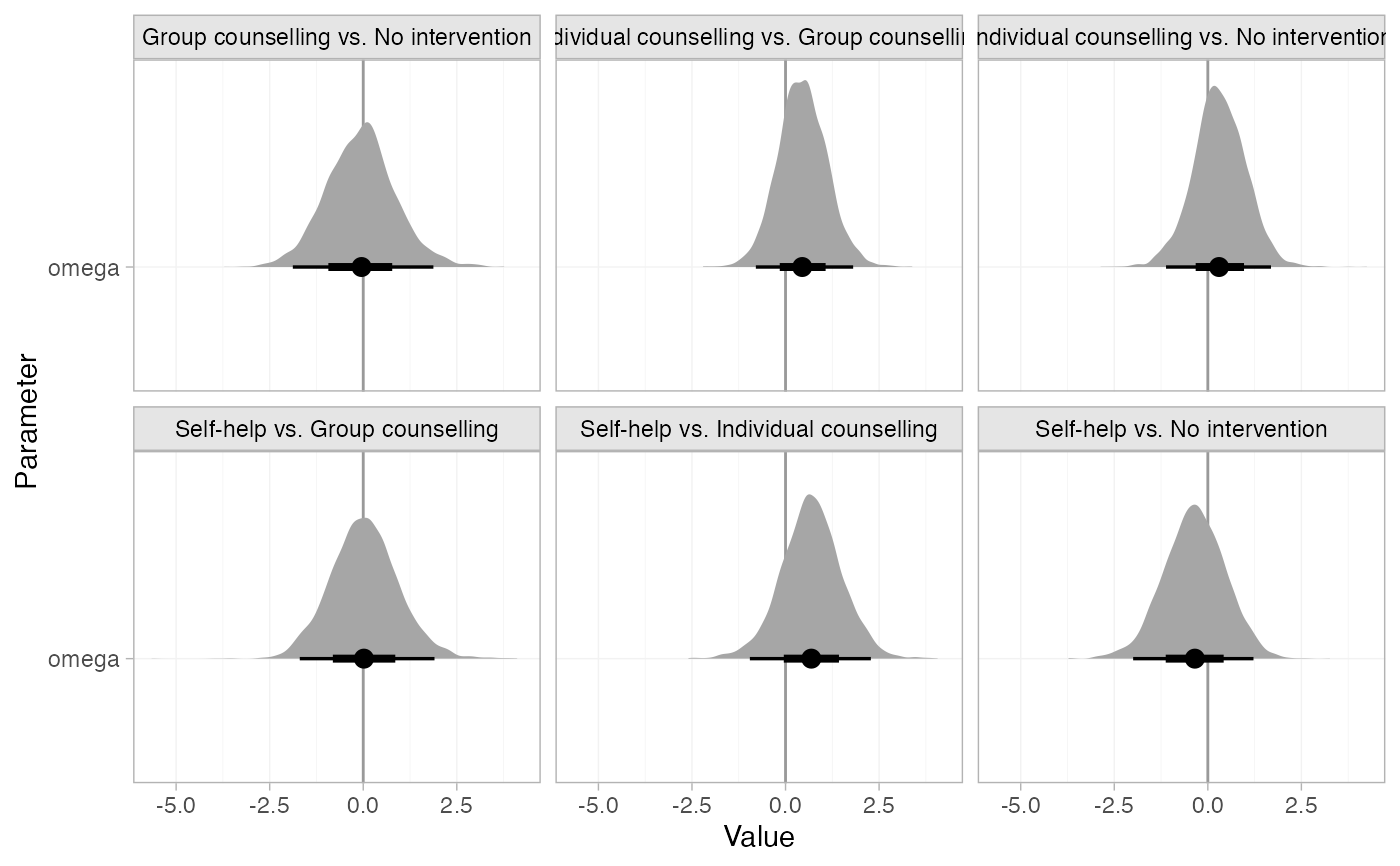 Group counselling vs. No intervention
dividual counselling vs. Group counsellin
ndividual counselling vs. No intervention
omega
Self-help vs. Group counselling
Self-help vs. Individual counselling
Self-help vs. No intervention
omega
-5.0 -2.5 0.0 2.5
-5.0 -2.5 0.0 2.5
-5.0 -2.5 0.0 2.5
Value
Parameter